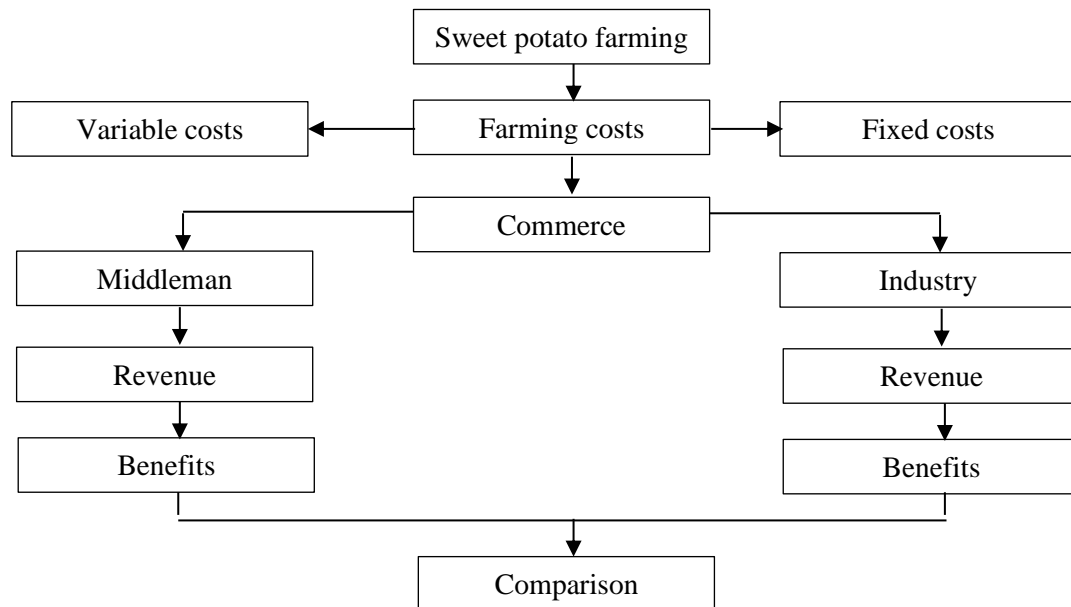 Sweet potato farming
Variable costs
Farming costs
Fixed costs
Commerce
Middleman
Industry
Revenue
Revenue
Benefits
Benefits
Comparison